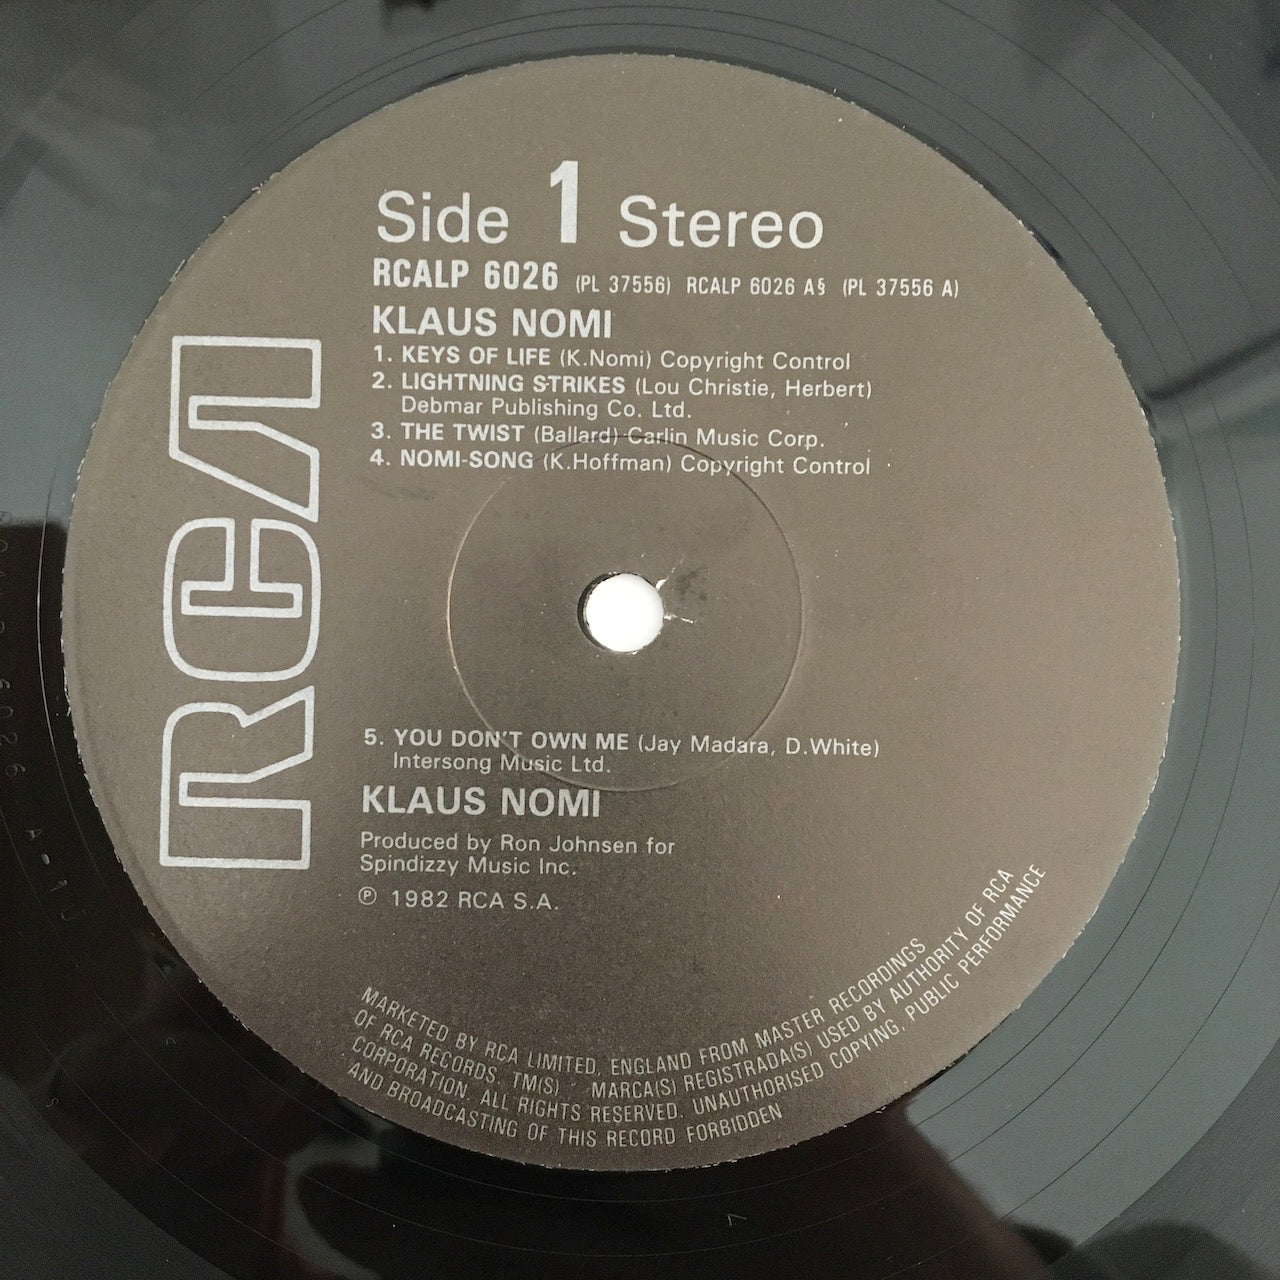 Side 1 Stereo
RCALP 6026 (PL 37556) RCALP 6026 A§ (PL 37556 A)
KLAUS NOMI
1. KEYS OF LIFE (K.Nomi) Copyright Control
2. LIGHTNING STRIKES (Lou Christie, Herbert)
Debmar Publishing Co. Ltd.
3. THE TWIST (Ballard) Carlin Music Corp.
4. NOMI-SONG (K.Hoffman) Copyright Control
RCA
5. YOU DON'T OWN ME (Jay Madara, D.White)
Intersong Music Ltd.
KLAUS NOMI
Produced by Ron Johnsen for
Spindizzy Music Inc.
℗ 1982 RCA S.A.
MARKETED BY RCA LIMITED, ENGLAND FROM MASTER RECORDINGS
OF RCA RECORDS. TM(S) ® MARCA(S) REGISTRADA(S) USED BY AUTHORITY OF RCA
CORPORATION. ALL RIGHTS RESERVED. UNAUTHORISED COPYING, PUBLIC PERFORMANCE
AND BROADCASTING OF THIS RECORD FORBIDDEN
6026 A-1U